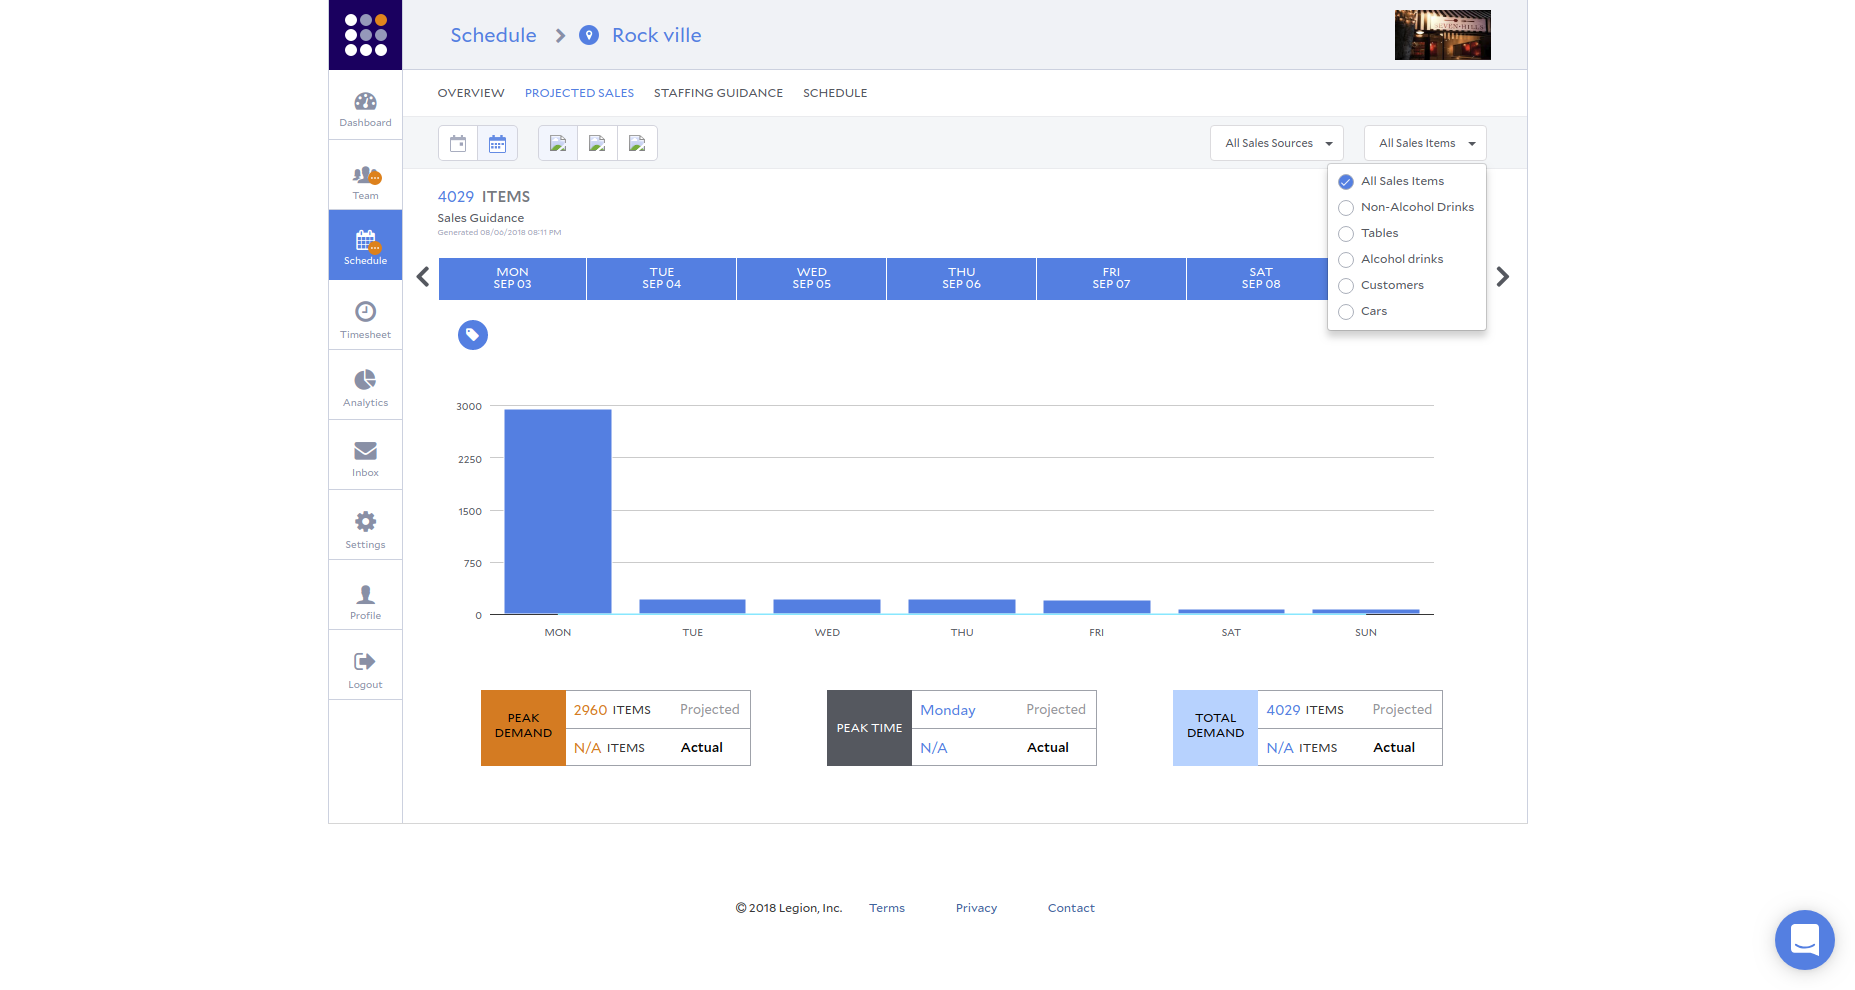 Schedule
Rock ville
SEVEN HILLS
OVERVIEW PROJECTED SALES STAFFING GUIDANCE SCHEDULE
Dashboard
Team
Schedule
Timesheet
Analytics
Inbox
Settings
Profile
Logout
All Sales Sources
All Sales Items
All Sales Items
Non-Alcohol Drinks
Tables
Alcohol drinks
Customers
Cars
4029 ITEMS
Sales Guidance
Generated 08/06/2018 08:11 PM
MON TUE WED THU FRI SAT
SEP 03 SEP 04 SEP 05 SEP 06 SEP 07 SEP 08
3000
2250
1500
750
0
MON TUE WED THU FRI SAT SUN
PEAK DEMAND
2960 ITEMS Projected
N/A ITEMS Actual
PEAK TIME
Monday Projected
N/A Actual
TOTAL DEMAND
4029 ITEMS Projected
N/A ITEMS Actual
© 2018 Legion, Inc. Terms Privacy Contact